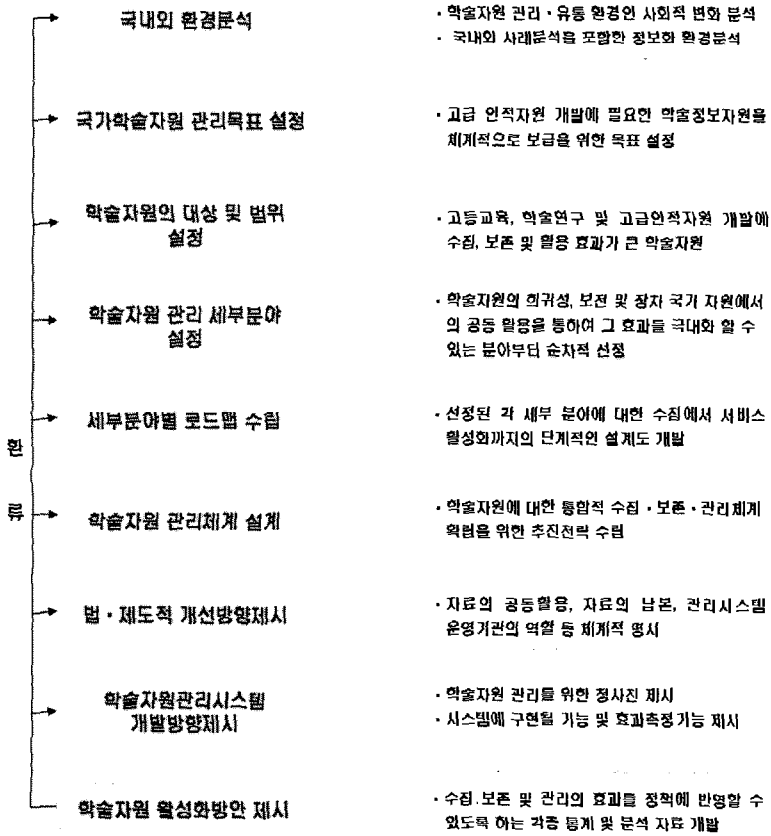 국내외 환경분석
· 학술자원 관리 · 유통 환경인 사회적 변화 분석
· 국내외 사례분석을 포함한 정보화 환경분석
국가학술자원 관리목표 설정
· 고급 인적자원 개발에 필요한 학술정보자원을
체계적으로 보급을 위한 목표 설정
학술자원의 대상 및 범위
설정
· 고등교육, 학술연구 및 고급인적자원 개발에
수집, 보존 및 활용 효과가 큰 학술자원
학술자원 관리 세부분야
설정
· 학술자원의 희귀성, 보전 및 장차 국가 자원에서
의 공동 활용을 통하여 그 효과를 극대화 할 수
있는 분야부터 순차적 선정
세부분야별 로드맵 수립
· 선정된 각 세부 분야에 대한 수집에서 서비스
활성화까지의 단계적인 설계도 개발
환
류
학술자원 관리체계 설계
· 학술자원에 대한 통합적 수집 · 보존 · 관리체계
확립을 위한 추진전략 수립
법 · 제도적 개선방향제시
· 자료의 공동활용, 자료의 납본, 관리시스템
운영기관의 역할 등 체계적 명시
학술자원관리시스템
개발방향제시
· 학술자원 관리를 위한 청사진 제시
· 시스템에 구현될 기능 및 효과측정기능 제시
학술자원 활성화방안 제시
· 수집.보존 및 관리의 효과를 정책에 반영할 수
있도록 하는 각종 통계 및 분석 자료 개발